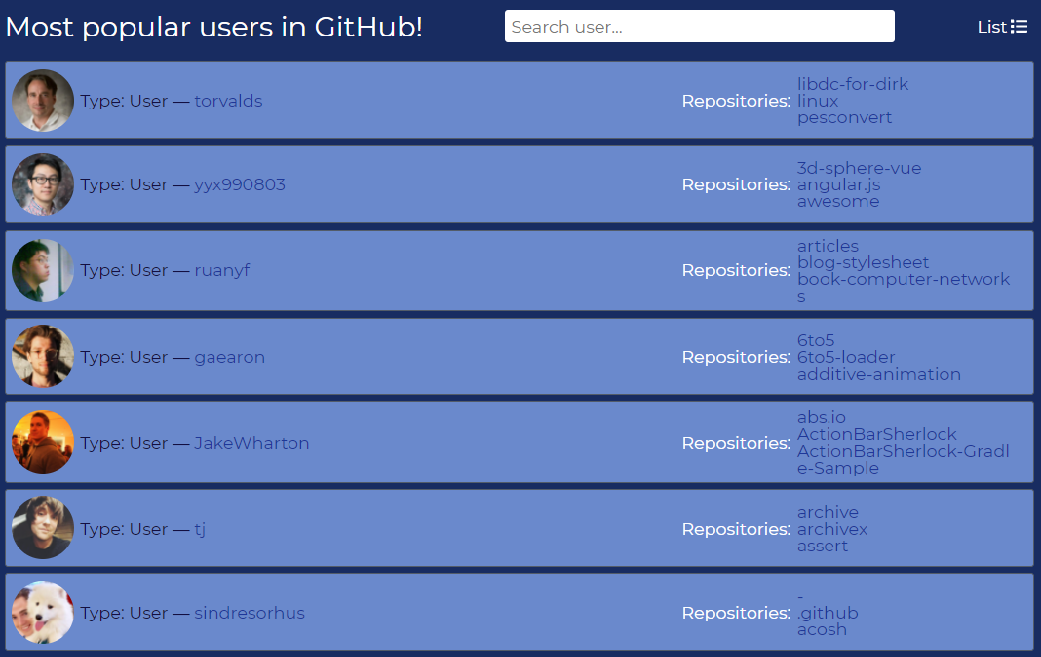 Most popular users in GitHub!
Search user...
List
Type: User — torvalds
Repositories:
libdc-for-dirk
linux
pesconvert
Type: User — yyx990803
Repositories:
3d-sphere-vue
angular.js
awesome
Type: User — ruanyf
Repositories:
articles
blog-stylesheet
book-computer-network
s
Type: User — gaearon
Repositories:
6to5
6to5-loader
additive-animation
Type: User — JakeWharton
Repositories:
abs.io
ActionBarSherlock
ActionBarSherlock-Gradl
e-Sample
Type: User — tj
Repositories:
archive
archivex
assert
Type: User — sindresorhus
Repositories:
-
.github
acosh